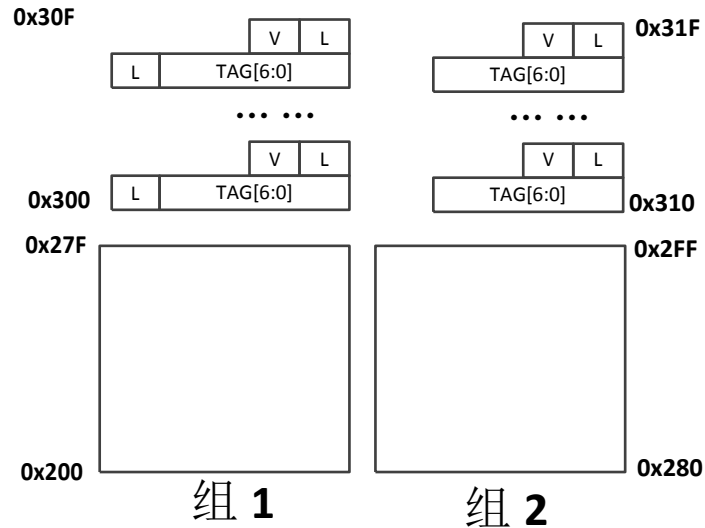 0x30F V L V L 0x31F
L TAG[6:0] TAG[6:0]
... ... ... ...
V L V L
0x300 L TAG[6:0] TAG[6:0] 0x310
0x27F 0x2FF
0x200 0x280
组 1 组 2